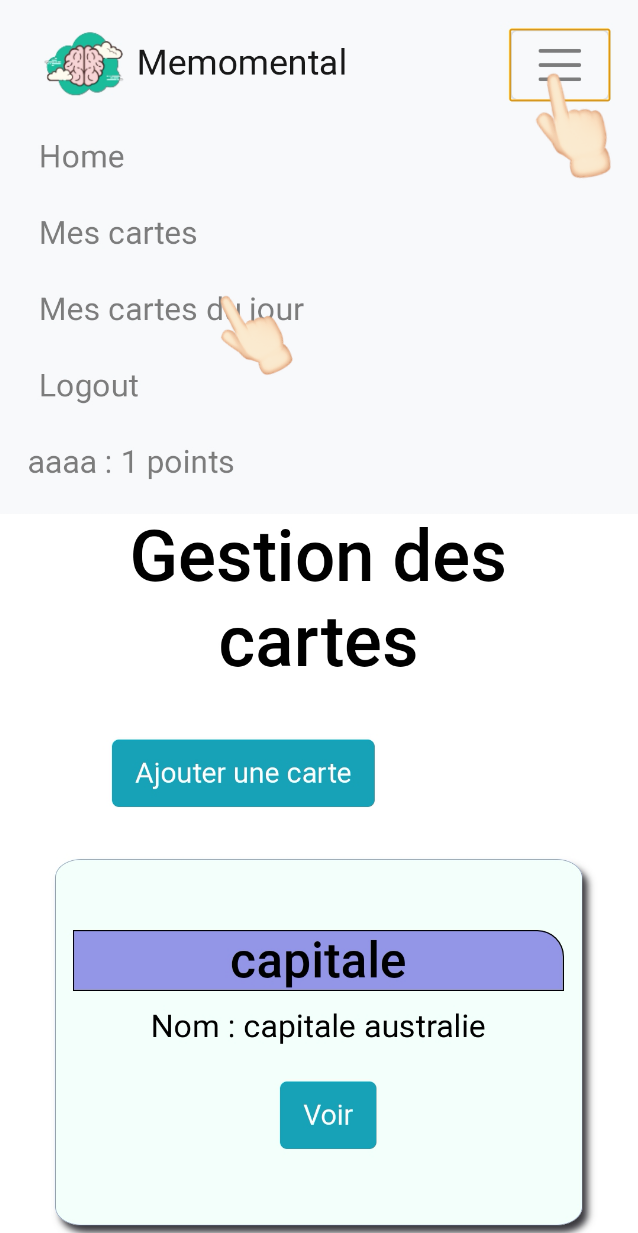 Memomental
Home
Mes cartes
Mes cartes du jour
Logout
aaaa : 1 points
Gestion des
cartes
Ajouter une carte
capitale
Nom : capitale australie
Voir